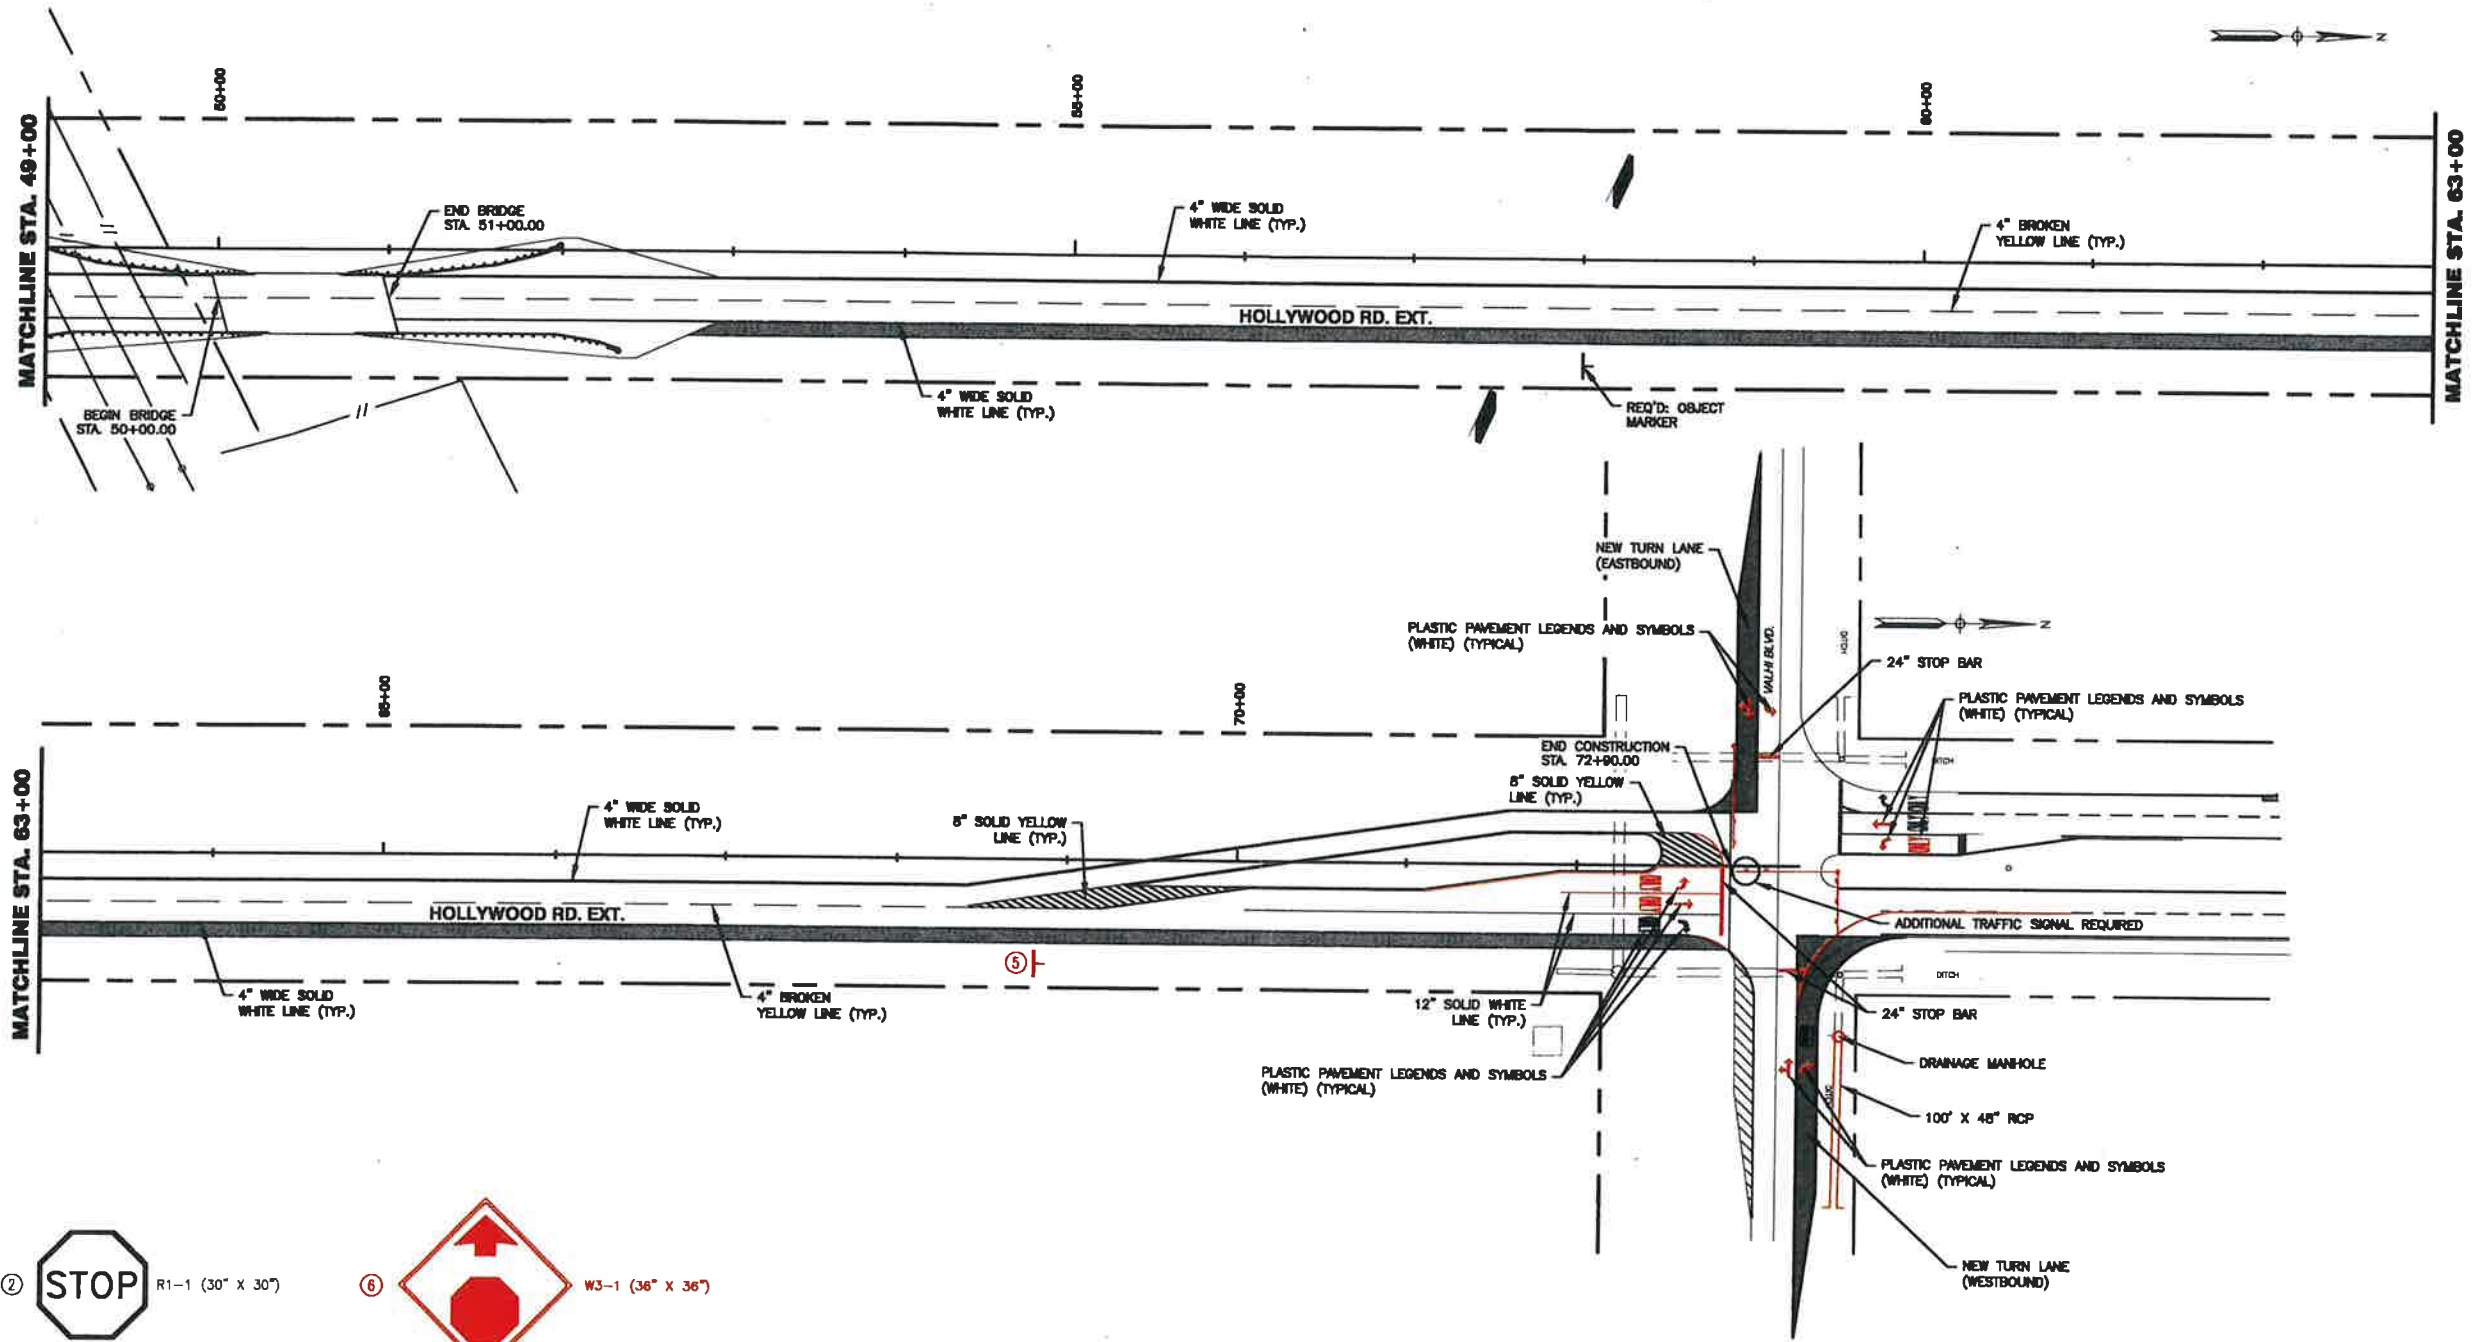 N
50+00
55+00
60+00
MATCHLINE STA. 49+00
MATCHLINE STA. 63+00
END BRIDGE
STA. 51+00.00
4" WIDE SOLID
WHITE LINE (TYP.)
4" BROKEN
YELLOW LINE (TYP.)
HOLLYWOOD RD. EXT.
BEGIN BRIDGE
STA. 50+00.00
4" WIDE SOLID
WHITE LINE (TYP.)
REQ'D: OBJECT
MARKER
NEW TURN LANE
(EASTBOUND)
PLASTIC PAVEMENT LEGENDS AND SYMBOLS
(WHITE) (TYPICAL)
VALHI BLVD.
DITCH
N
24" STOP BAR
PLASTIC PAVEMENT LEGENDS AND SYMBOLS
(WHITE) (TYPICAL)
65+00
70+00
MATCHLINE STA. 63+00
END CONSTRUCTION
STA. 72+90.00
8" SOLID YELLOW
LINE (TYP.)
DITCH
4" WIDE SOLID
WHITE LINE (TYP.)
8" SOLID YELLOW
LINE (TYP.)
ONLY
ONLY
ONLY
ONLY
HOLLYWOOD RD. EXT.
ADDITIONAL TRAFFIC SIGNAL REQUIRED
5
DITCH
4" WIDE SOLID
WHITE LINE (TYP.)
4" BROKEN
YELLOW LINE (TYP.)
12" SOLID WHITE
LINE (TYP.)
24" STOP BAR
DRAINAGE MANHOLE
PLASTIC PAVEMENT LEGENDS AND SYMBOLS
(WHITE) (TYPICAL)
DITCH
100' X 48" RCP
PLASTIC PAVEMENT LEGENDS AND SYMBOLS
(WHITE) (TYPICAL)
NEW TURN LANE
(WESTBOUND)
2
STOP
R1-1 (30" X 30")
6
W3-1 (36" X 36")